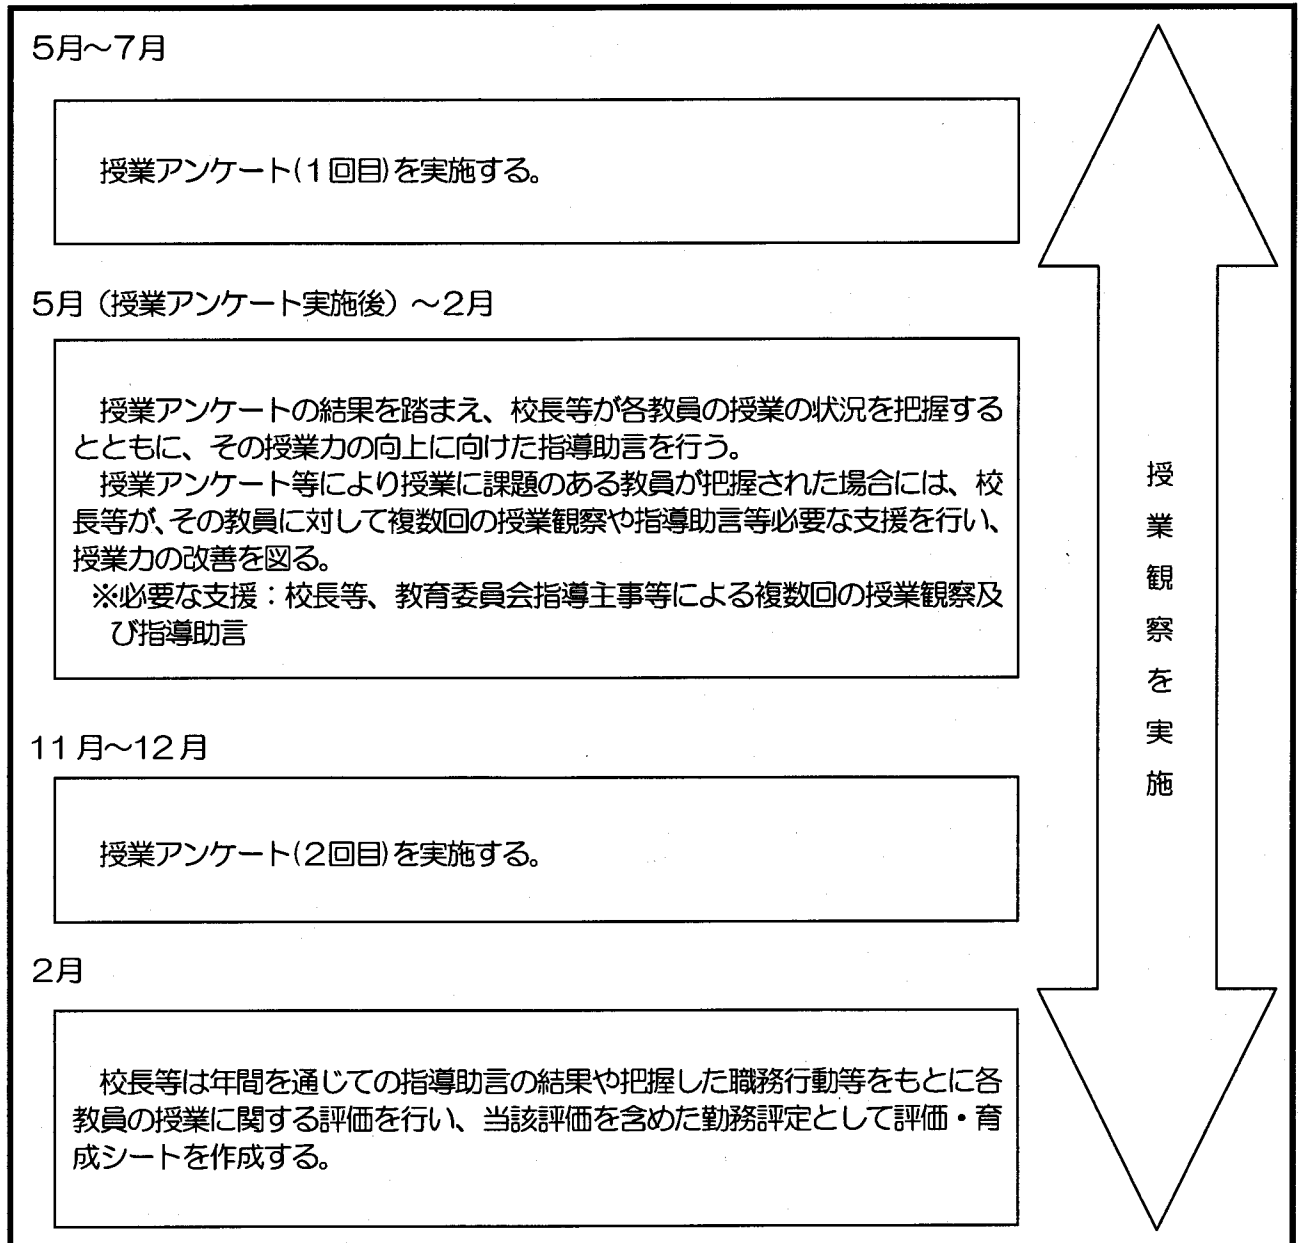 5月～7月
授業アンケート(1回目)を実施する。
5月（授業アンケート実施後）～2月
授業アンケートの結果を踏まえ、校長等が各教員の授業の状況を把握する
とともに、その授業力の向上に向けた指導助言を行う。
授業アンケート等により授業に課題のある教員が把握された場合には、校
長等が、その教員に対して複数回の授業観察や指導助言等必要な支援を行い、
授業力の改善を図る。
※必要な支援：校長等、教育委員会指導主事等による複数回の授業観察及
び指導助言
11月～12月
授業アンケート(2回目)を実施する。
2月
校長等は年間を通じての指導助言の結果や把握した職務行動等をもとに各
教員の授業に関する評価を行い、当該評価を含めた勤務評定として評価・育
成シートを作成する。
授業観察を実施